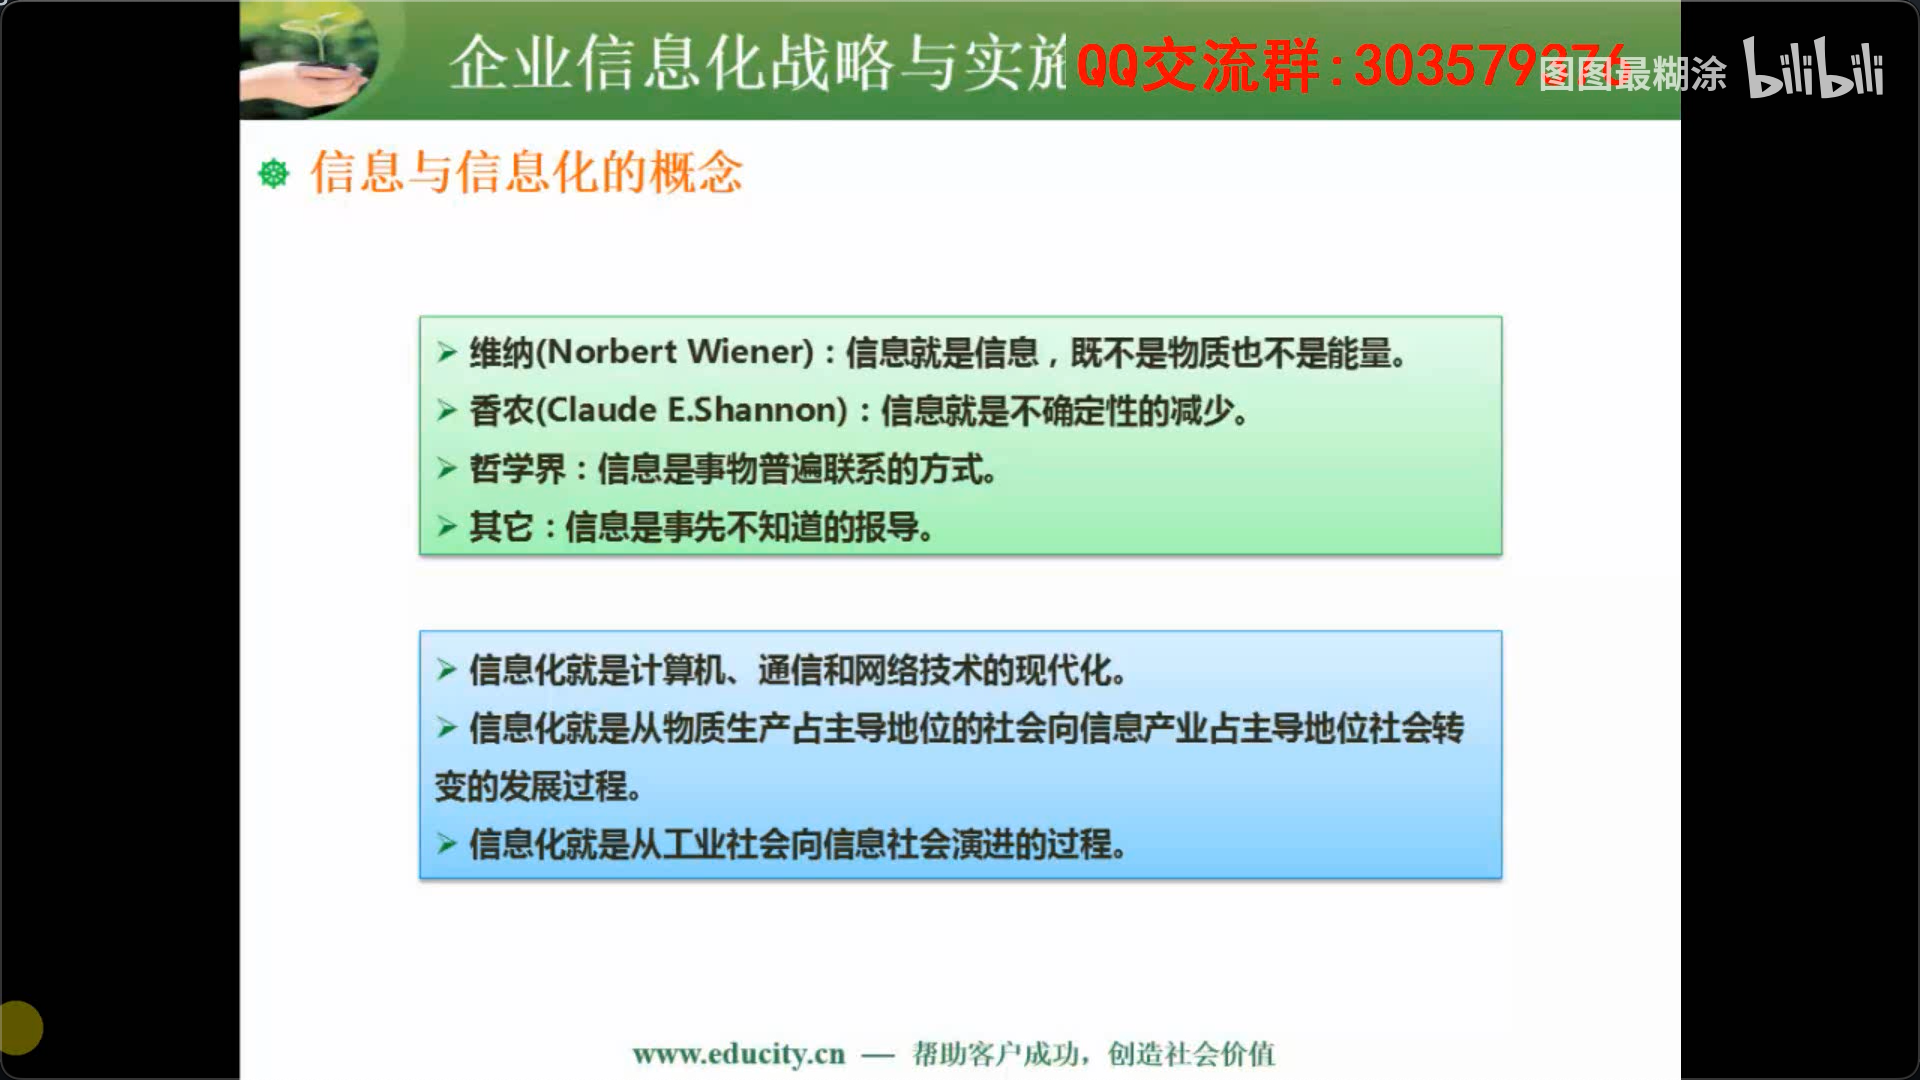 企业信息化战略与实施
QQ交流群:303579376
图图最糊涂 bilibili
信息与信息化的概念
➢ 维纳(Norbert Wiener)：信息就是信息，既不是物质也不是能量。
➢ 香农(Claude E.Shannon)：信息就是不确定性的减少。
➢ 哲学界：信息是事物普遍联系的方式。
➢ 其它：信息是事先不知道的报导。
➢ 信息化就是计算机、通信和网络技术的现代化。
➢ 信息化就是从物质生产占主导地位的社会向信息产业占主导地位社会转
变的发展过程。
➢ 信息化就是从工业社会向信息社会演进的过程。
www.educity.cn — 帮助客户成功，创造社会价值